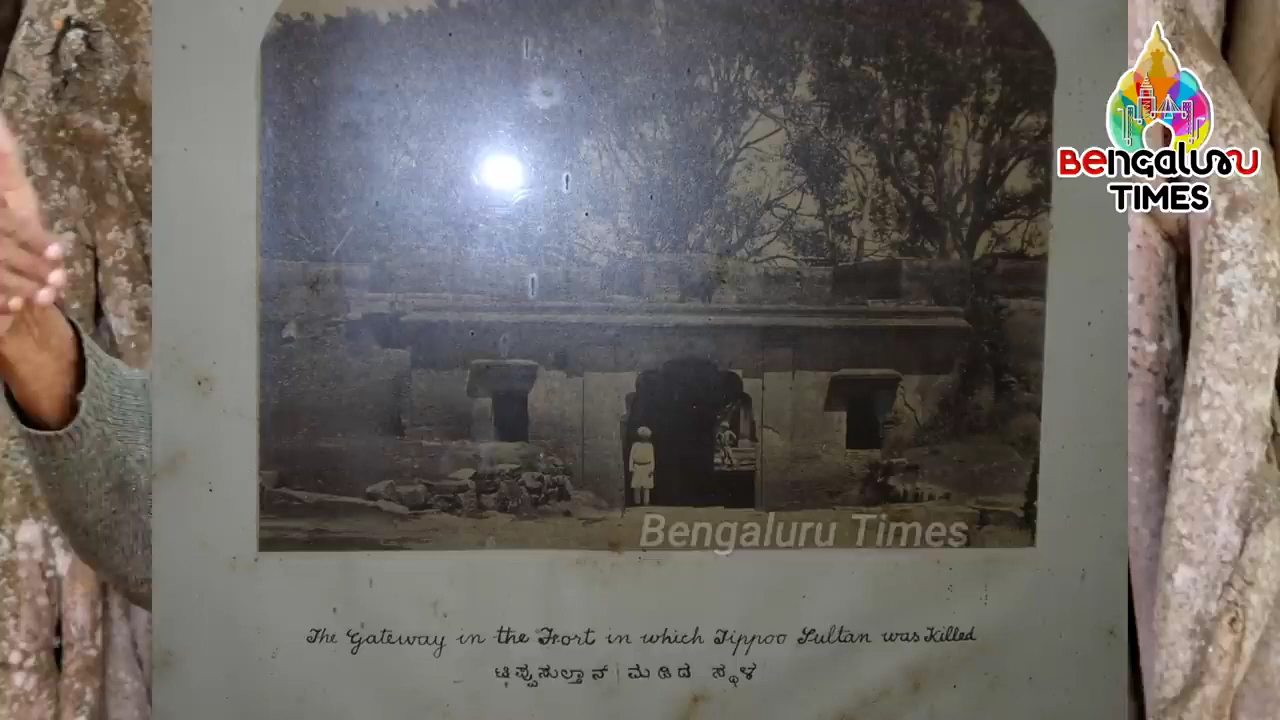 BENGALURU
TIMES
Bengaluru Times
The Gateway in the Fort in which Tippoo Sultan was Killed
ಟಿಪ್ಪುಸುಲ್ತಾನ್ ಮಡಿದ ಸ್ಥಳ